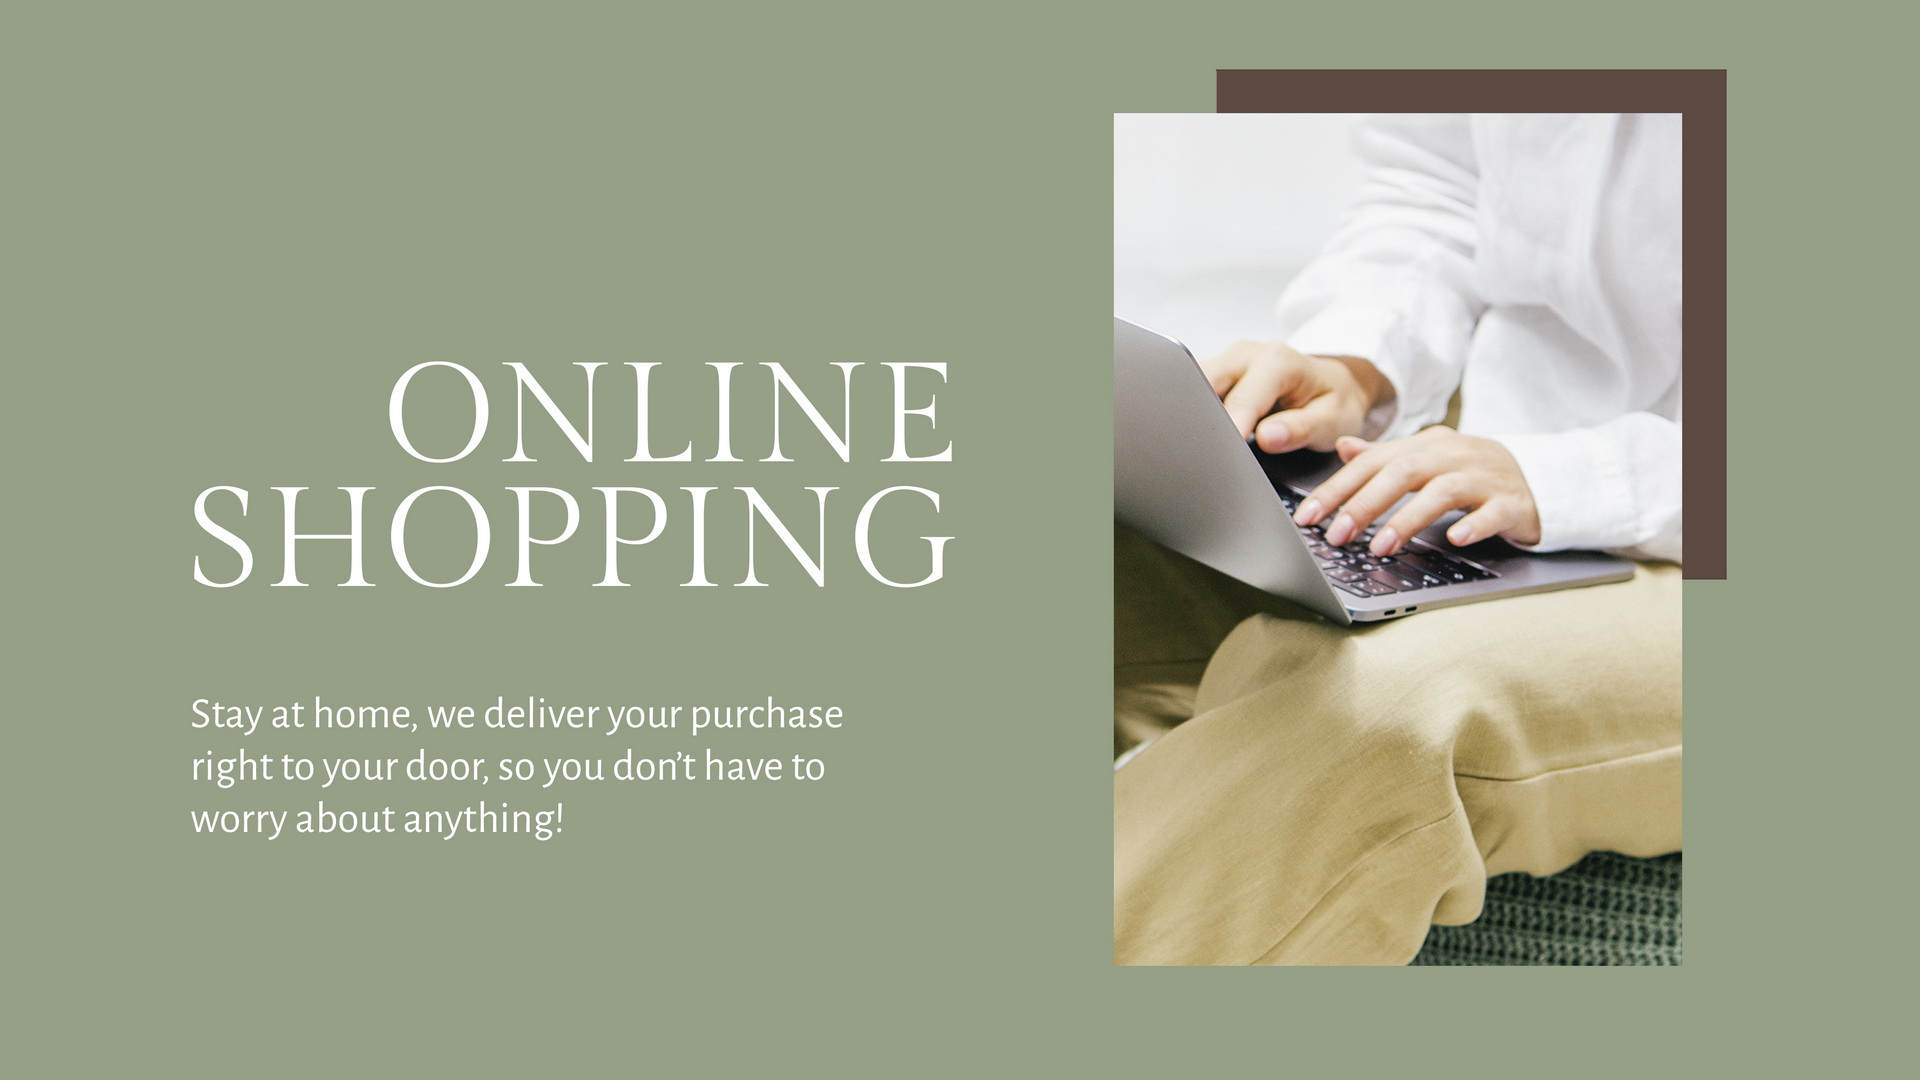 ONLINE
SHOPPING
Stay at home, we deliver your purchase
right to your door, so you don’t have to
worry about anything!